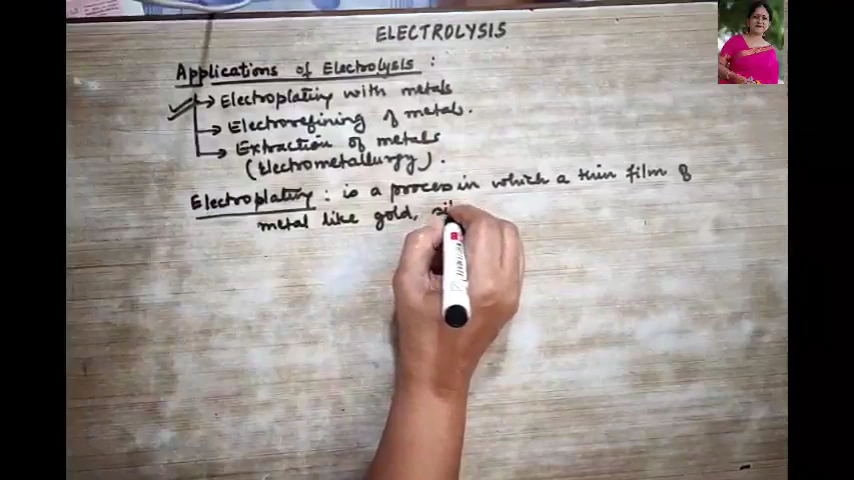 ELECTROLYSIS
Applications of Electrolysis :
Electroplating with metals
Electrorefining of metals.
Extraction of metals
(Electrometallurgy).
Electroplating : is a process in which a thin film of
metal like gold, sil